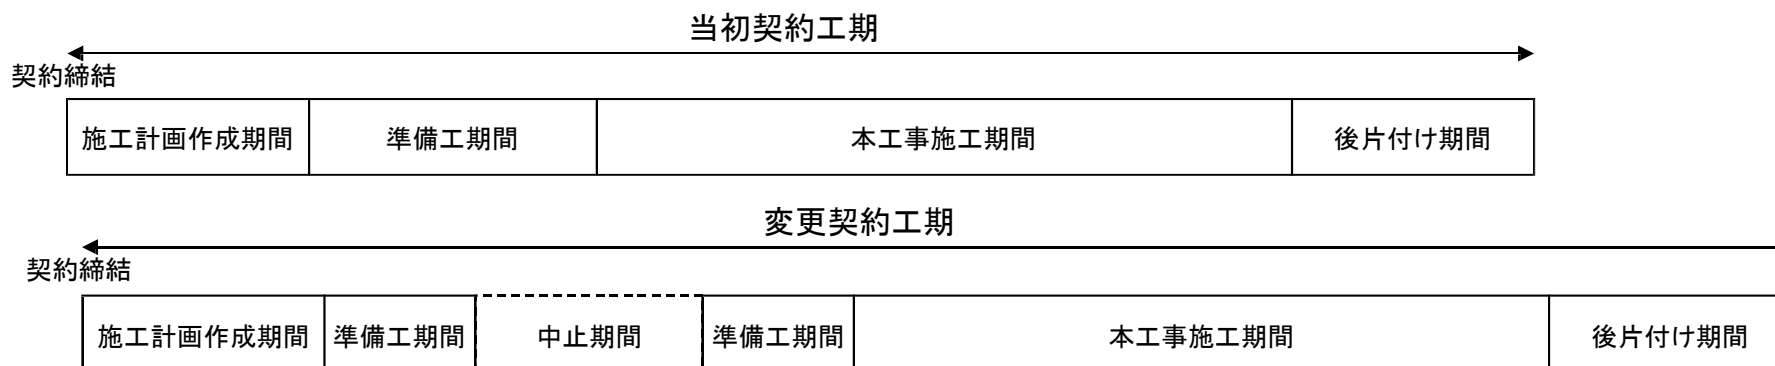 当初契約工期
契約締結
施工計画作成期間 準備工期間 本工事施工期間 後片付け期間
変更契約工期
契約締結
施工計画作成期間 準備工期間 中止期間 準備工期間 本工事施工期間 後片付け期間